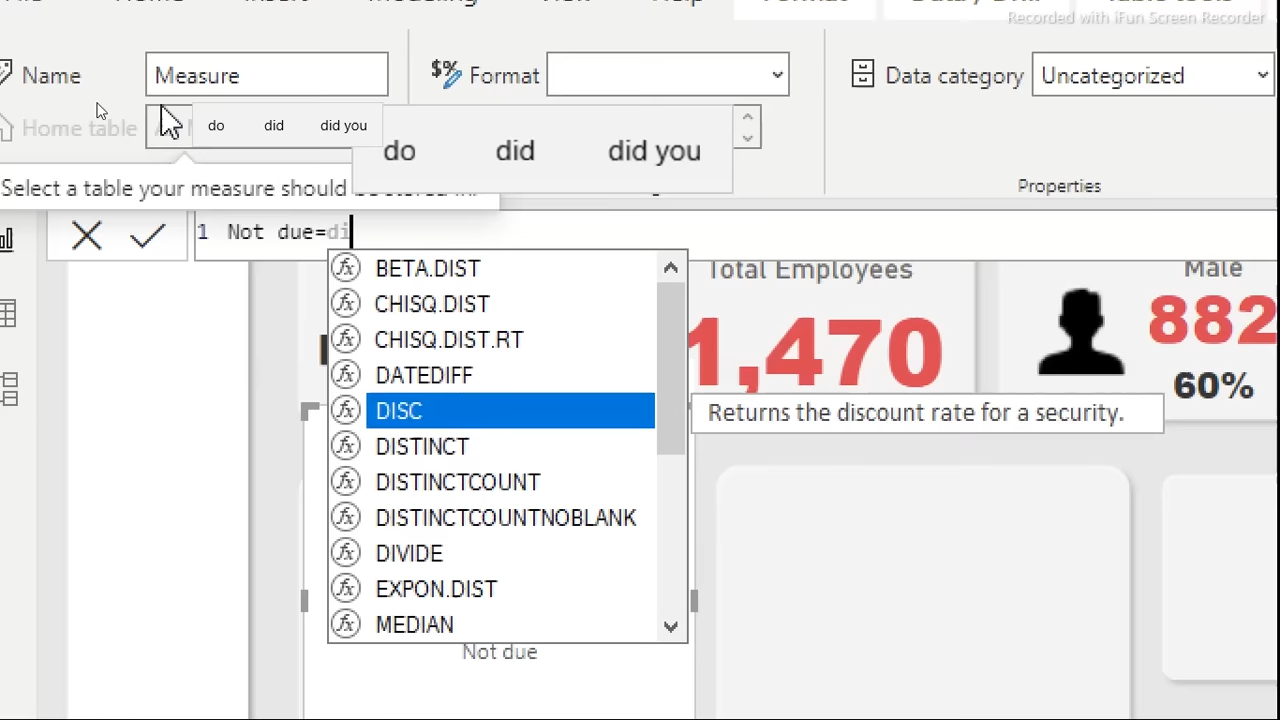 Recorded with iFun Screen Recorder
Name
Measure
$% Format
Data category
Uncategorized
Home table
do did did you
do did did you
Properties
Select a table your measure should
1 Not due=di
BETA.DIST
CHISQ.DIST
CHISQ.DIST.RT
DATEDIFF
DISC
Returns the discount rate for a security.
DISTINCT
DISTINCTCOUNT
DISTINCTCOUNTNOBLANK
DIVIDE
EXPON.DIST
MEDIAN
Total Employees
1,470
Male
882
60%
Not due